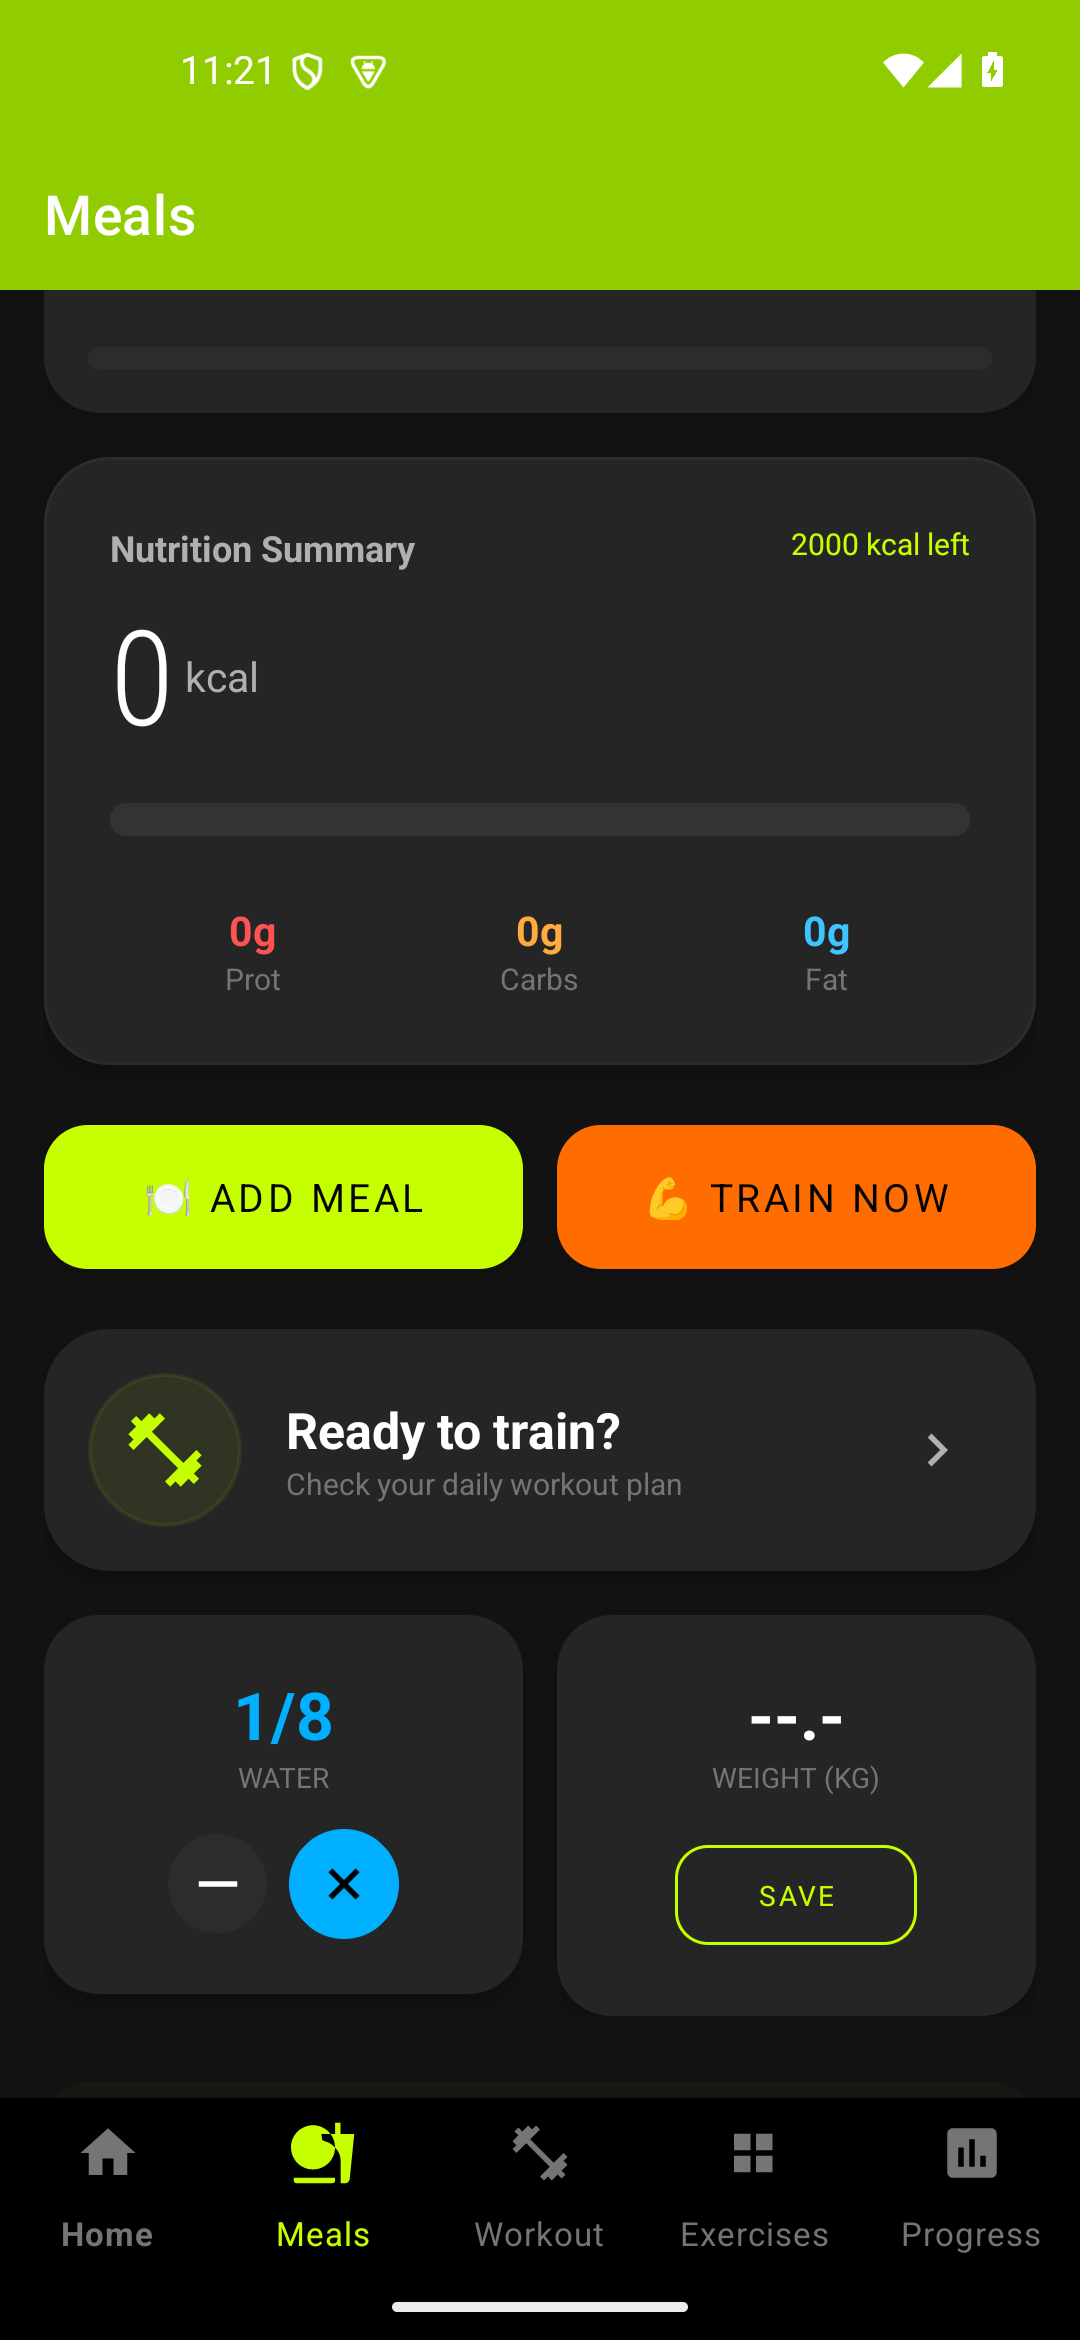 11:21
Meals
Nutrition Summary
2000 kcal left
0 kcal
0g
Prot
0g
Carbs
0g
Fat
🍽️ ADD MEAL
💪 TRAIN NOW
Ready to train?
Check your daily workout plan
1/8
WATER
--.-
WEIGHT (KG)
SAVE
Home
Meals
Workout
Exercises
Progress